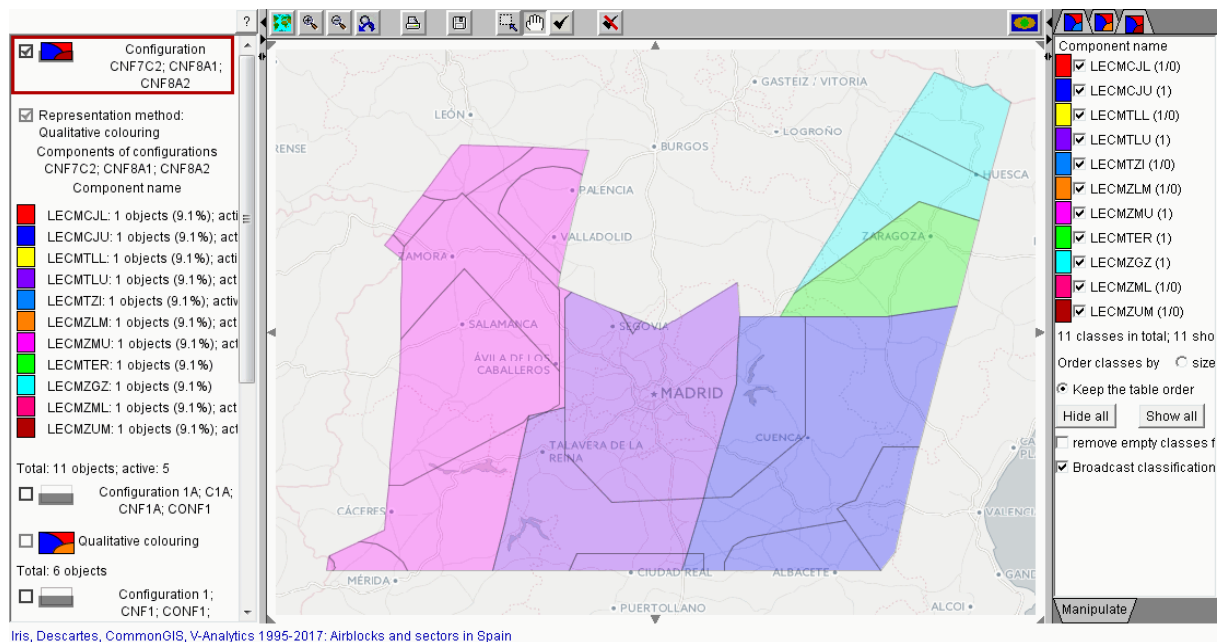 ?
Configuration
CNF7C2; CNF8A1;
CNF8A2
Representation method:
Qualitative colouring
Components of configurations
CNF7C2; CNF8A1; CNF8A2
Component name
LECMCJL: 1 objects (9.1%); acti
LECMCJU: 1 objects (9.1%); act
LECMTLL: 1 objects (9.1%); acti
LECMTLU: 1 objects (9.1%); act
LECMTZI: 1 objects (9.1%); activ
LECMZLM: 1 objects (9.1%); act
LECMZMU: 1 objects (9.1%); act
LECMTER: 1 objects (9.1%)
LECMZGZ: 1 objects (9.1%)
LECMZML: 1 objects (9.1%); act
LECMZUM: 1 objects (9.1%); act
Total: 11 objects; active: 5
Configuration 1A; C1A;
CNF1A; CONF1
Qualitative colouring
Total: 6 objects
Configuration 1;
CNF1; CONF1;
GASTEIZ / VITORIA
LEÓN
LOGROÑO
RENSE
BURGOS
HUESCA
PALENCIA
VALLADOLID
ZARAGOZA
ZAMORA
SALAMANCA
SEGOVIA
ÁVILA DE LOS
CABALLEROS
MADRID
CUENCA
TALAVERA DE LA
REINA
CÁCERES
VALENCI
CIUDAD REAL
ALBACETE
MÉRIDA
GAND
PUERTOLLANO
ALCOI
Component name
LECMCJL (1/0)
LECMCJU (1)
LECMTLL (1/0)
LECMTLU (1)
LECMTZI (1/0)
LECMZLM (1/0)
LECMZMU (1)
LECMTER (1)
LECMZGZ (1)
LECMZML (1/0)
LECMZUM (1/0)
11 classes in total; 11 sho
Order classes by size
Keep the table order
Hide all Show all
remove empty classes f
Broadcast classification
Manipulate
Iris, Descartes, CommonGIS, V-Analytics 1995-2017: Airblocks and sectors in Spain